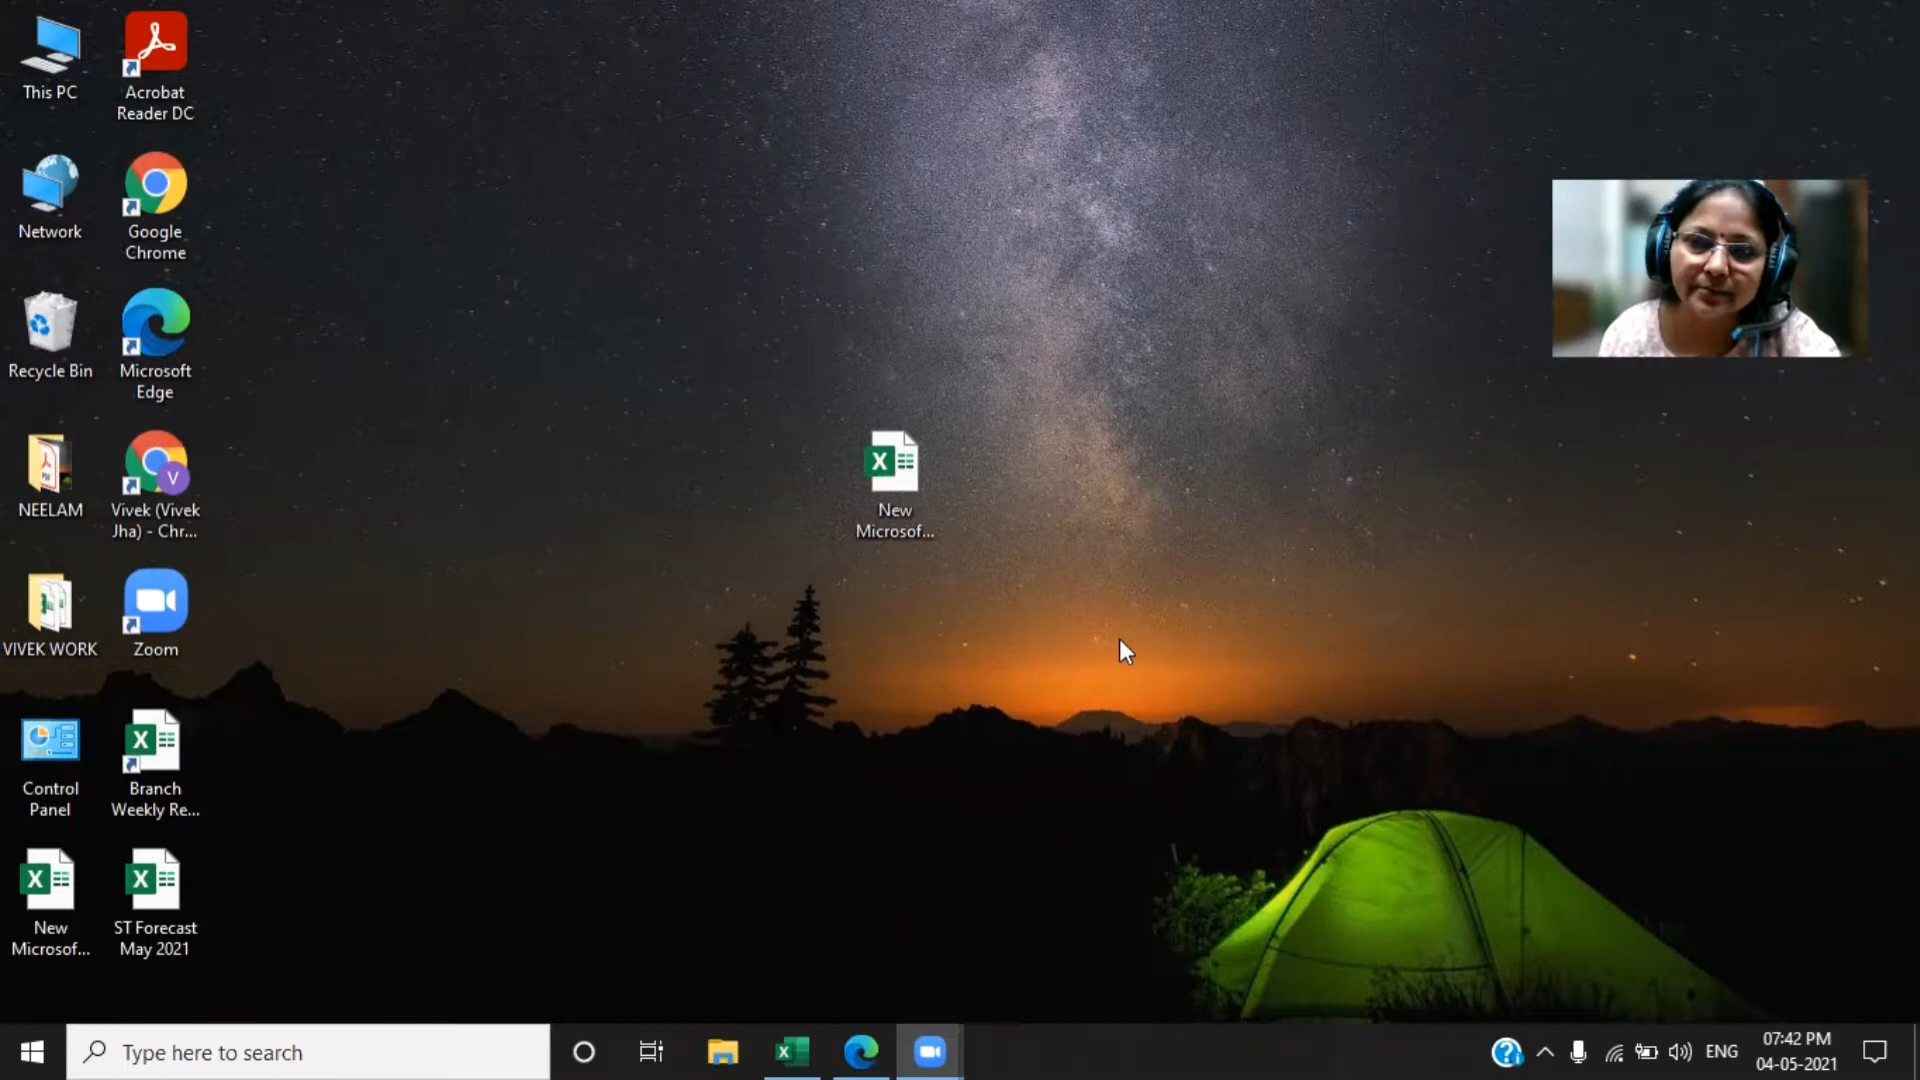 This PC
Acrobat
Reader DC
Network
Google
Chrome
Recycle Bin
Microsoft
Edge
NEELAM
Vivek (Vivek
Jha) - Chr...
V
VIVEK WORK
Zoom
Control
Panel
Branch
Weekly Re...
New
Microsof...
ST Forecast
May 2021
New
Microsof...
Type here to search
ENG
07:42 PM
04-05-2021